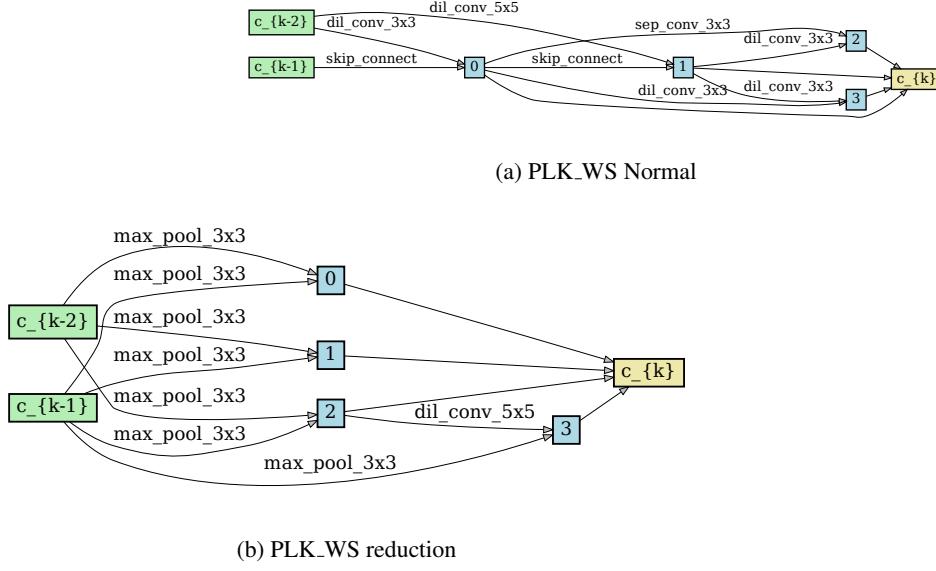 c_{k-2}
dil_conv_5x5
dil_conv_3x3
sep_conv_3x3
2
dil_conv_3x3
c_{k-1}
skip_connect
0
skip_connect
1
c_{k}
dil_conv_3x3
dil_conv_3x3
3
(a) PLK_WS Normal
max_pool_3x3
max_pool_3x3
0
c_{k-2}
max_pool_3x3
1
max_pool_3x3
c_{k}
max_pool_3x3
c_{k-1}
2
dil_conv_5x5
3
max_pool_3x3
max_pool_3x3
(b) PLK_WS reduction